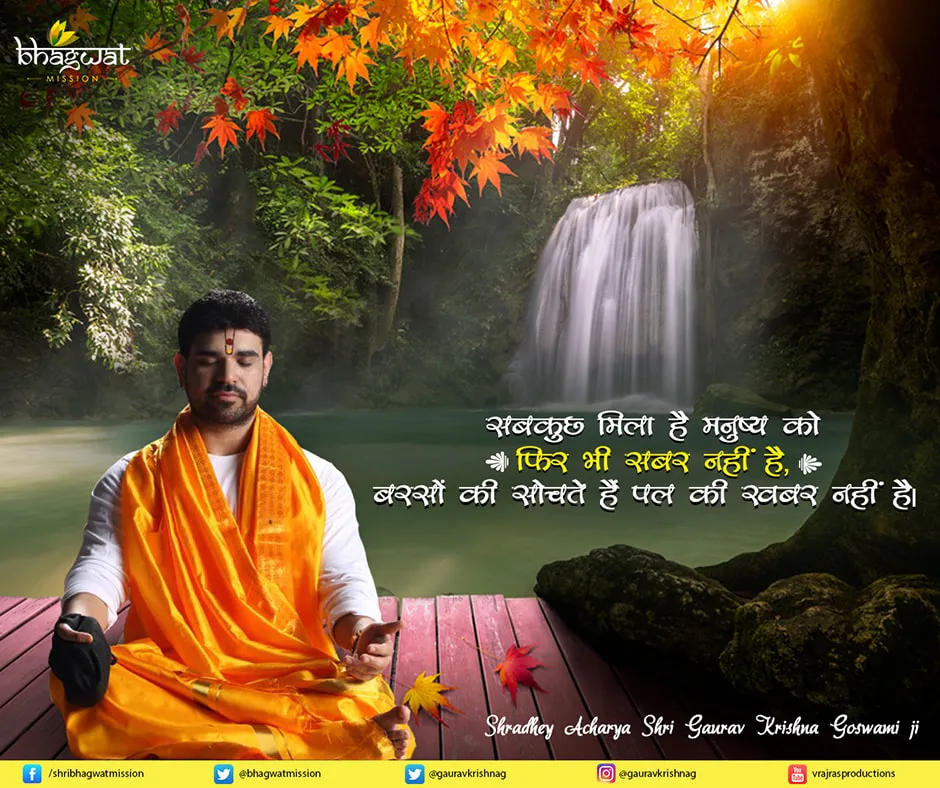 bhagwat
MISSION
सबकुछ मिला है मनुष्य को
फिर भी सबर नहीं है,
बरसों की सोचते हैं पल की खबर नहीं है।
Shradhey Acharya Shri Gaurav Krishna Goswami ji
/shribhagwatmission @bhagwatmission @gauravkrishnag @gauravkrishnag vrajrasproductions